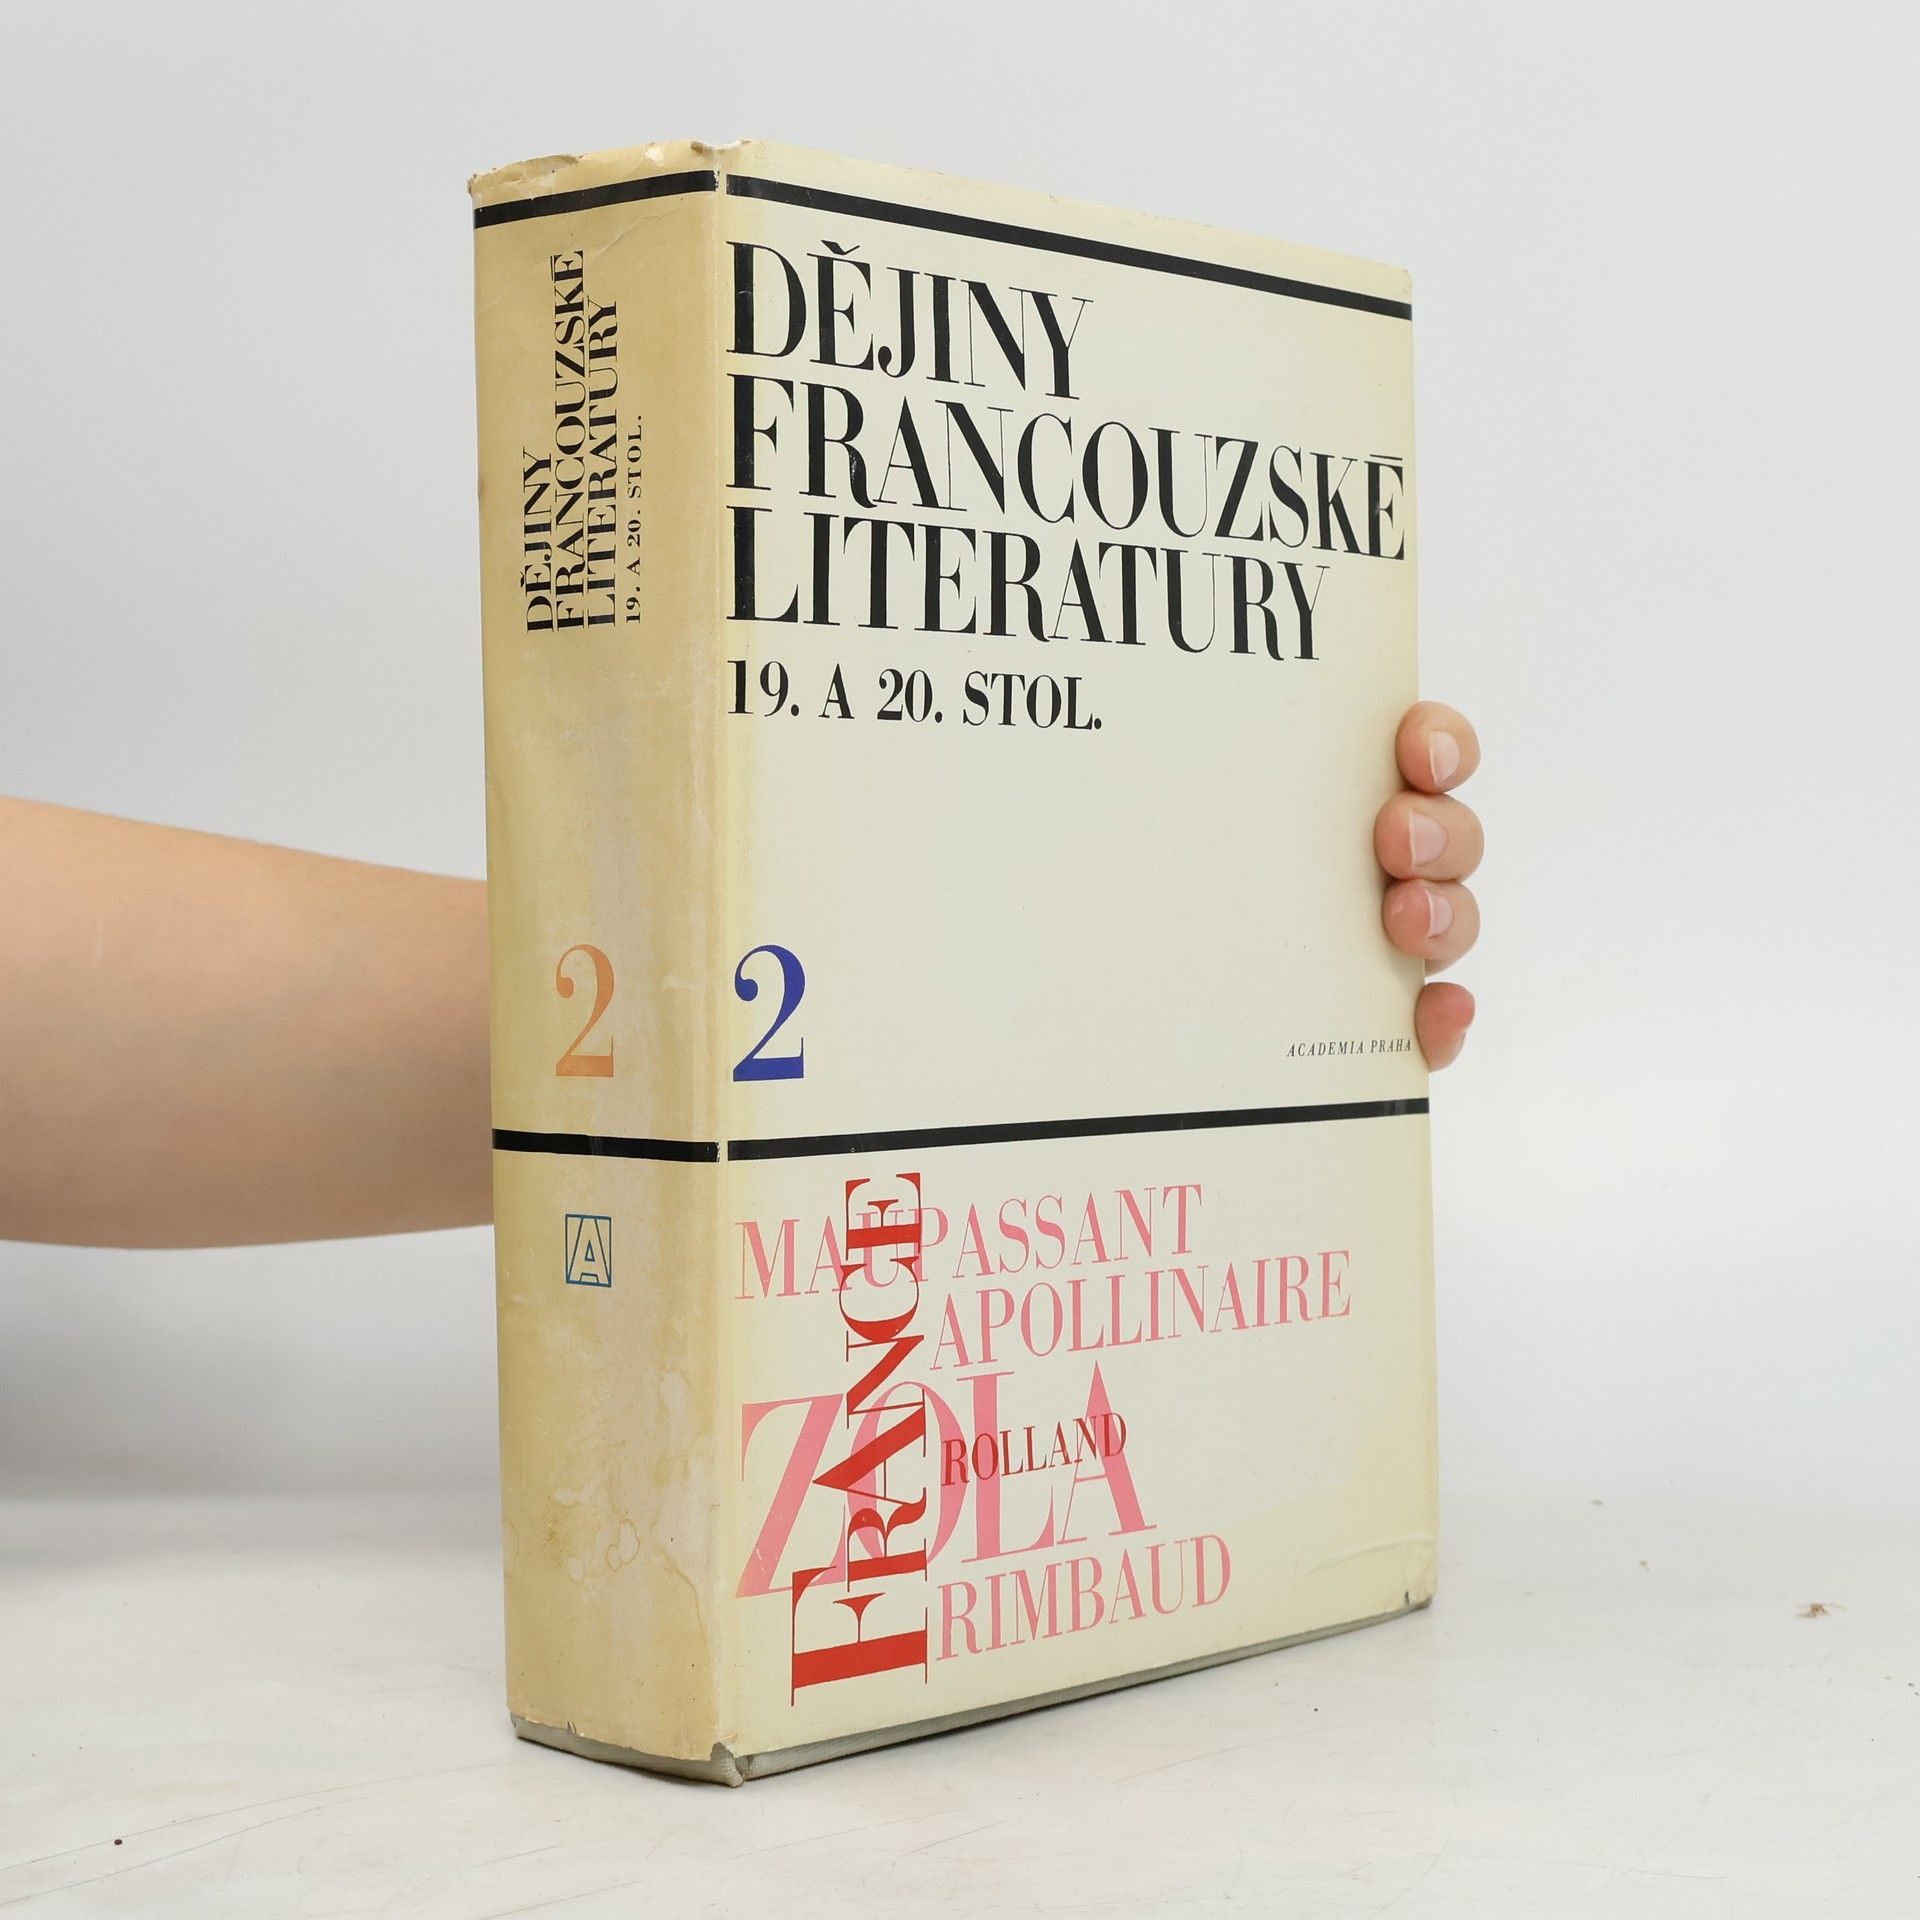 DĚJINY
FRANCOUZSKÉ
LITERATURY
19. A 20. STOL.
2
A
DĚJINY
FRANCOUZSKÉ
LITERATURY
19. A 20. STOL.
2
ACADEMIA PRAHA
MAUPASSANT
APOLLINAIRE
FRANCE
ZOLA
ROLLAND
RIMBAUD